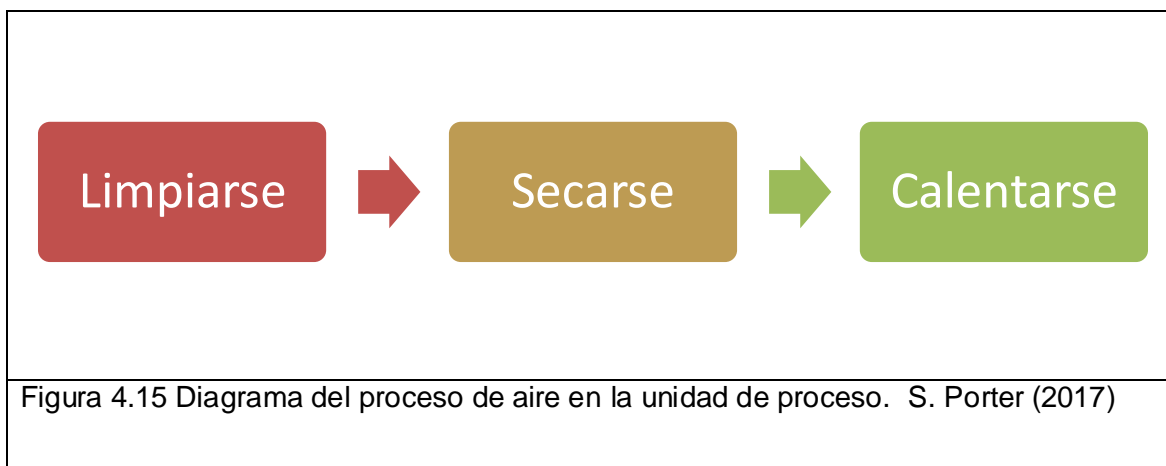 Limpiarse
Secarse
Calentarse
Figura 4.15 Diagrama del proceso de aire en la unidad de proceso.  S. Porter (2017)